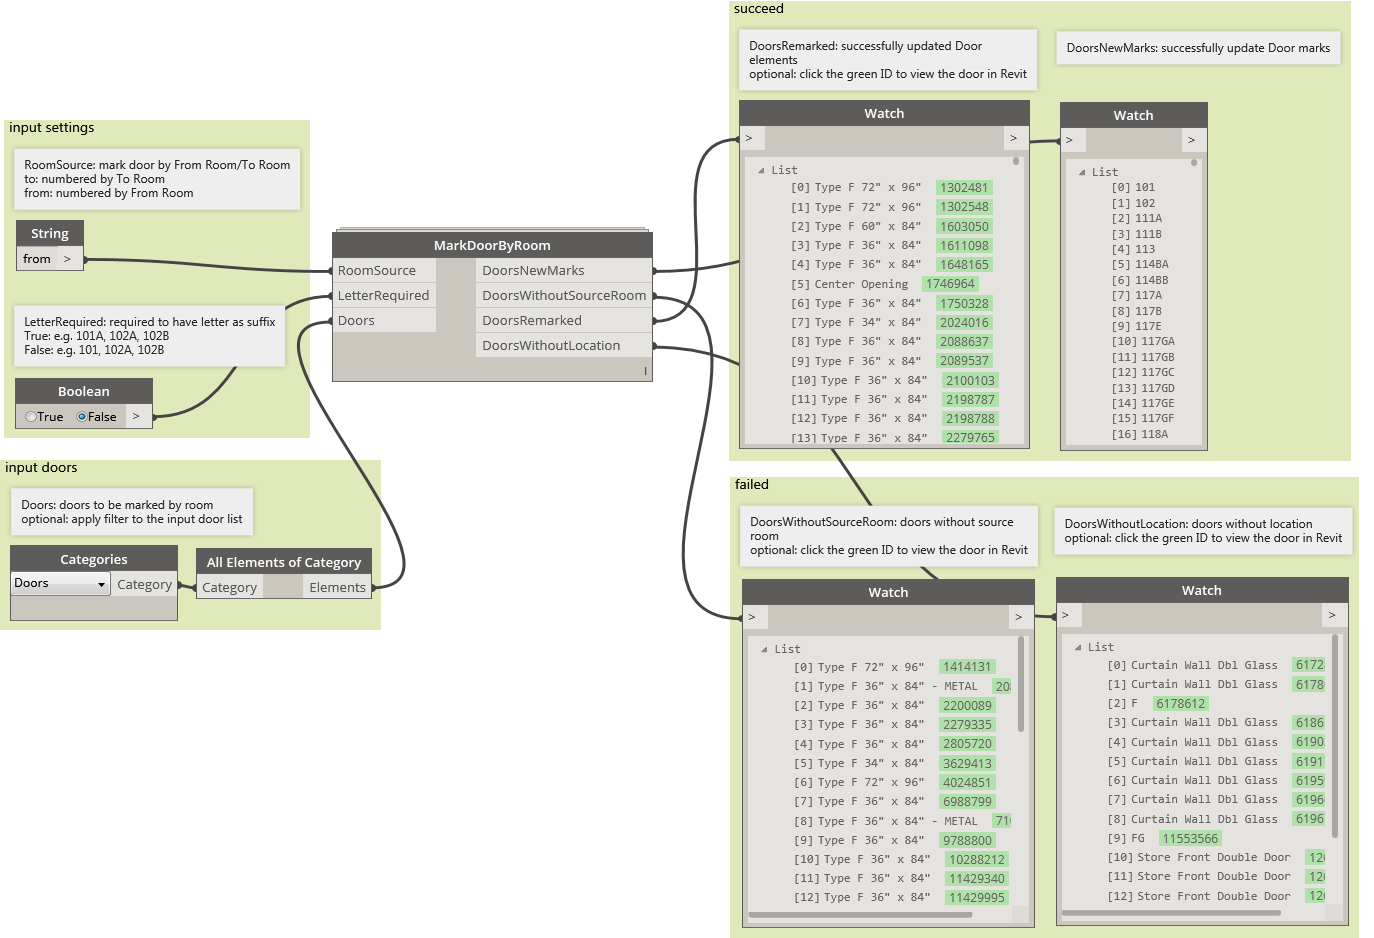 input settings
RoomSource: mark door by From Room/To Room
to: numbered by To Room
from: numbered by From Room
String
from >
LetterRequired: required to have letter as suffix
True: e.g. 101A, 102A, 102B
False: e.g. 101, 102A, 102B
Boolean
True False >
input doors
Doors: doors to be marked by room
optional: apply filter to the input door list
Categories
Doors Category
All Elements of Category
Category Elements
MarkDoorByRoom
RoomSource DoorsNewMarks
LetterRequired DoorsWithoutSourceRoom
Doors DoorsRemarked
DoorsWithoutLocation
l
succeed
DoorsRemarked: successfully updated Door
elements
optional: click the green ID to view the door in Revit
Watch
> >
List
[0] Type F 72" x 96" 1302481
[1] Type F 72" x 96" 1302548
[2] Type F 60" x 84" 1603050
[3] Type F 36" x 84" 1611098
[4] Type F 36" x 84" 1648165
[5] Center Opening 1746964
[6] Type F 36" x 84" 1750328
[7] Type F 34" x 84" 2024016
[8] Type F 36" x 84" 2088637
[9] Type F 36" x 84" 2089537
[10] Type F 36" x 84" 2100103
[11] Type F 36" x 84" 2198787
[12] Type F 36" x 84" 2198788
[13] Type F 36" x 84" 2279765
DoorsNewMarks: successfully update Door marks
Watch
> >
List
[0] 101
[1] 102
[2] 111A
[3] 111B
[4] 113
[5] 114BA
[6] 114BB
[7] 117A
[8] 117B
[9] 117E
[10] 117GA
[11] 117GB
[12] 117GC
[13] 117GD
[14] 117GE
[15] 117GF
[16] 118A
failed
DoorsWithoutSourceRoom: doors without source
room
optional: click the green ID to view the door in Revit
Watch
> >
List
[0] Type F 72" x 96" 1414131
[1] Type F 36" x 84" - METAL 20
[2] Type F 36" x 84" 2200089
[3] Type F 36" x 84" 2279335
[4] Type F 36" x 84" 2805720
[5] Type F 34" x 84" 3629413
[6] Type F 72" x 96" 4024851
[7] Type F 36" x 84" 6988799
[8] Type F 36" x 84" - METAL 71
[9] Type F 36" x 84" 9788800
[10] Type F 36" x 84" 10288212
[11] Type F 36" x 84" 11429340
[12] Type F 36" x 84" 11429995
DoorsWithoutLocation: doors without location
optional: click the green ID to view the door in Revit
Watch
> >
List
[0] Curtain Wall Dbl Glass 6172
[1] Curtain Wall Dbl Glass 6178
[2] F 6178612
[3] Curtain Wall Dbl Glass 6186
[4] Curtain Wall Dbl Glass 6190
[5] Curtain Wall Dbl Glass 6191
[6] Curtain Wall Dbl Glass 6195
[7] Curtain Wall Dbl Glass 6196
[8] Curtain Wall Dbl Glass 6196
[9] FG 11553566
[10] Store Front Double Door 12
[11] Store Front Double Door 12
[12] Store Front Double Door 12